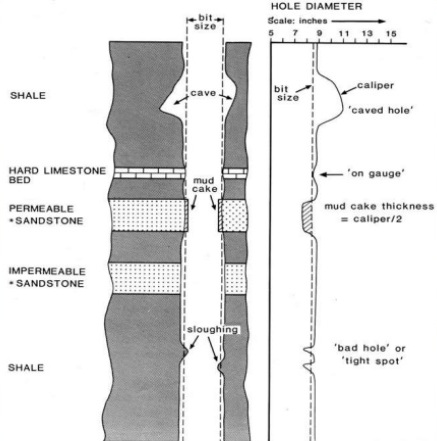 HOLE DIAMETER
Scale: inches
5 7 9 11 13 15
bit
size
SHALE
cave
bit
size
caliper
'caved hole'
HARD LIMESTONE
BED
mud
cake
'on gauge'
PERMEABLE
*SANDSTONE
mud cake thickness
= caliper/2
IMPERMEABLE
*SANDSTONE
sloughing
SHALE
'bad hole' or
'tight spot'